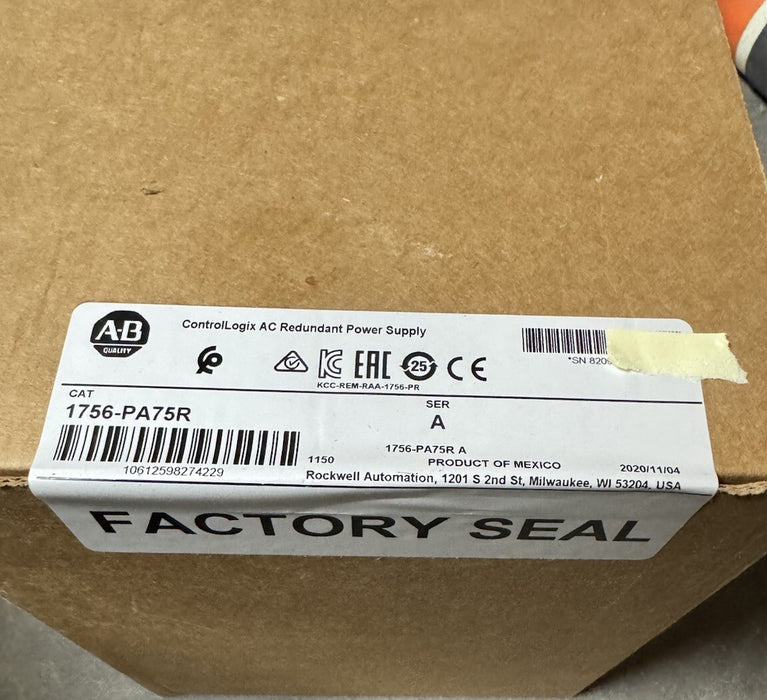 A-B
QUALITY
ControlLogix AC Redundant Power Supply
EAC
25
CE
KCC-REM-RAA-1756-PR
*SN 820
CAT
1756-PA75R
SER
A
10612598274229
1150
1756-PA75R A
PRODUCT OF MEXICO
2020/11/04
Rockwell Automation, 1201 S 2nd St, Milwaukee, WI 53204, USA
FACTORY SEAL